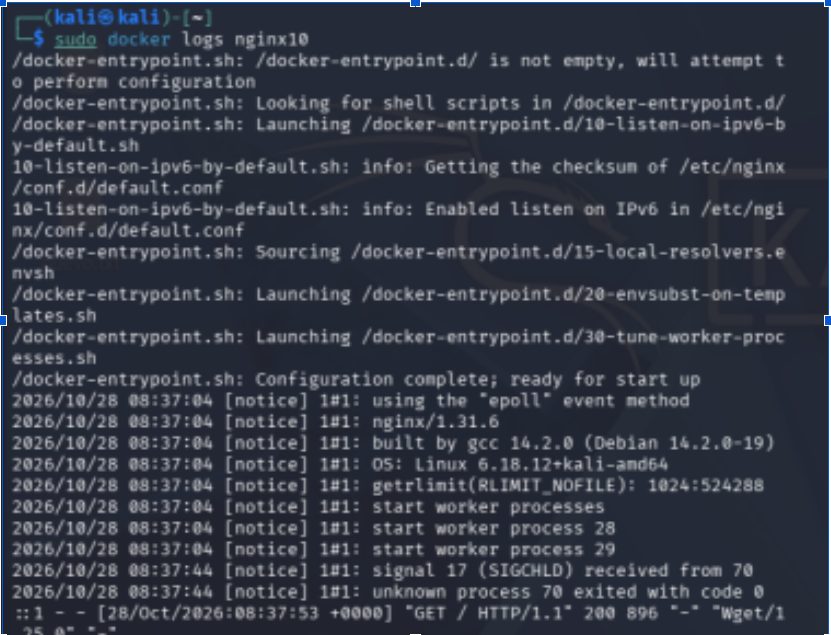 ┌──(kali㉿kali)-[~]
└─$ sudo docker logs nginx10
/docker-entrypoint.sh: /docker-entrypoint.d/ is not empty, will attempt t
o perform configuration
/docker-entrypoint.sh: Looking for shell scripts in /docker-entrypoint.d/
/docker-entrypoint.sh: Launching /docker-entrypoint.d/10-listen-on-ipv6-b
y-default.sh
10-listen-on-ipv6-by-default.sh: info: Getting the checksum of /etc/nginx
/conf.d/default.conf
10-listen-on-ipv6-by-default.sh: info: Enabled listen on IPv6 in /etc/ngi
nx/conf.d/default.conf
/docker-entrypoint.sh: Sourcing /docker-entrypoint.d/15-local-resolvers.e
nvsh
/docker-entrypoint.sh: Launching /docker-entrypoint.d/20-envsubst-on-temp
lates.sh
/docker-entrypoint.sh: Launching /docker-entrypoint.d/30-tune-worker-proc
esses.sh
/docker-entrypoint.sh: Configuration complete; ready for start up
2026/10/28 08:37:04 [notice] 1#1: using the "epoll" event method
2026/10/28 08:37:04 [notice] 1#1: nginx/1.31.6
2026/10/28 08:37:04 [notice] 1#1: built by gcc 14.2.0 (Debian 14.2.0-19)
2026/10/28 08:37:04 [notice] 1#1: OS: Linux 6.18.12+kali-amd64
2026/10/28 08:37:04 [notice] 1#1: getrlimit(RLIMIT_NOFILE): 1024:524288
2026/10/28 08:37:04 [notice] 1#1: start worker processes
2026/10/28 08:37:04 [notice] 1#1: start worker process 28
2026/10/28 08:37:04 [notice] 1#1: start worker process 29
2026/10/28 08:37:44 [notice] 1#1: signal 17 (SIGCHLD) received from 70
2026/10/28 08:37:44 [notice] 1#1: unknown process 70 exited with code 0
::1 - - [28/Oct/2026:08:37:53 +0000] "GET / HTTP/1.1" 200 896 "-" "Wget/1
.25.0" "-"